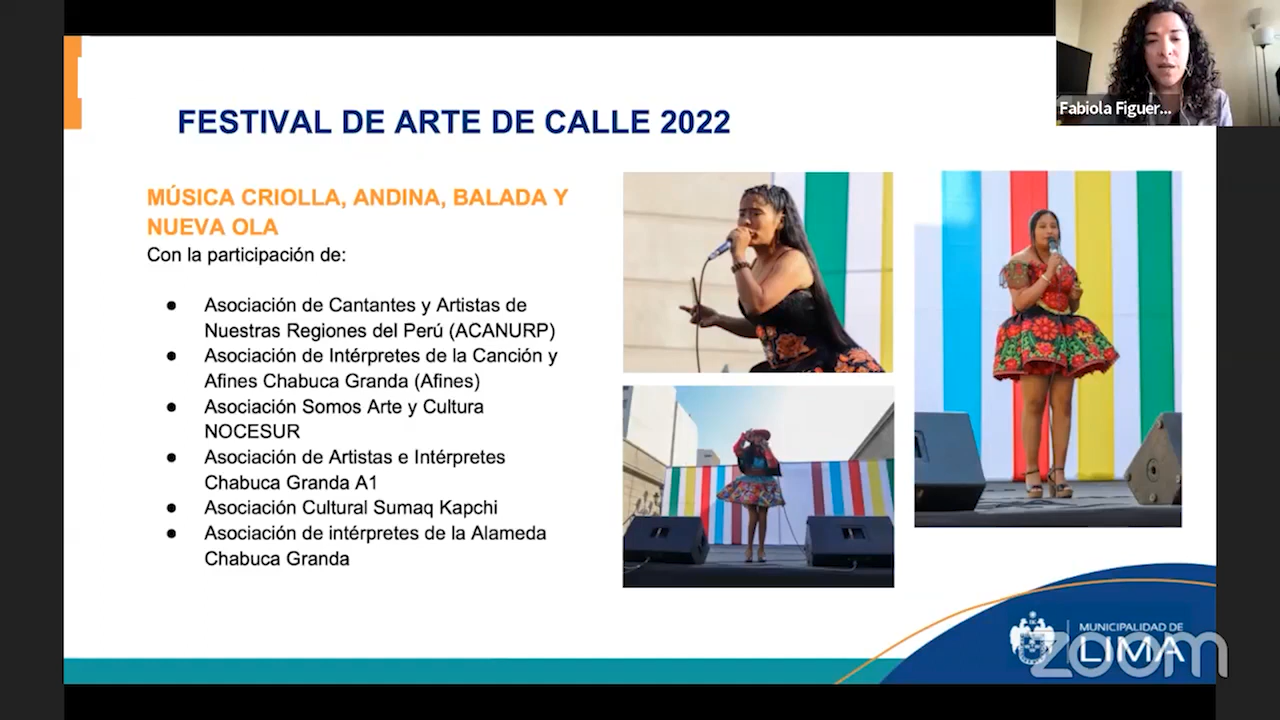 FESTIVAL DE ARTE DE CALLE 2022
Fabiola Figuer...
MÚSICA CRIOLLA, ANDINA, BALADA Y
NUEVA OLA
Con la participación de:
● Asociación de Cantantes y Artistas de
Nuestras Regiones del Perú (ACANURP)
● Asociación de Intérpretes de la Canción y
Afines Chabuca Granda (Afines)
● Asociación Somos Arte y Cultura
NOCESUR
● Asociación de Artistas e Intérpretes
Chabuca Granda A1
● Asociación Cultural Sumaq Kapchi
● Asociación de intérpretes de la Alameda
Chabuca Granda
MUNICIPALIDAD DE
LIMA
zoom